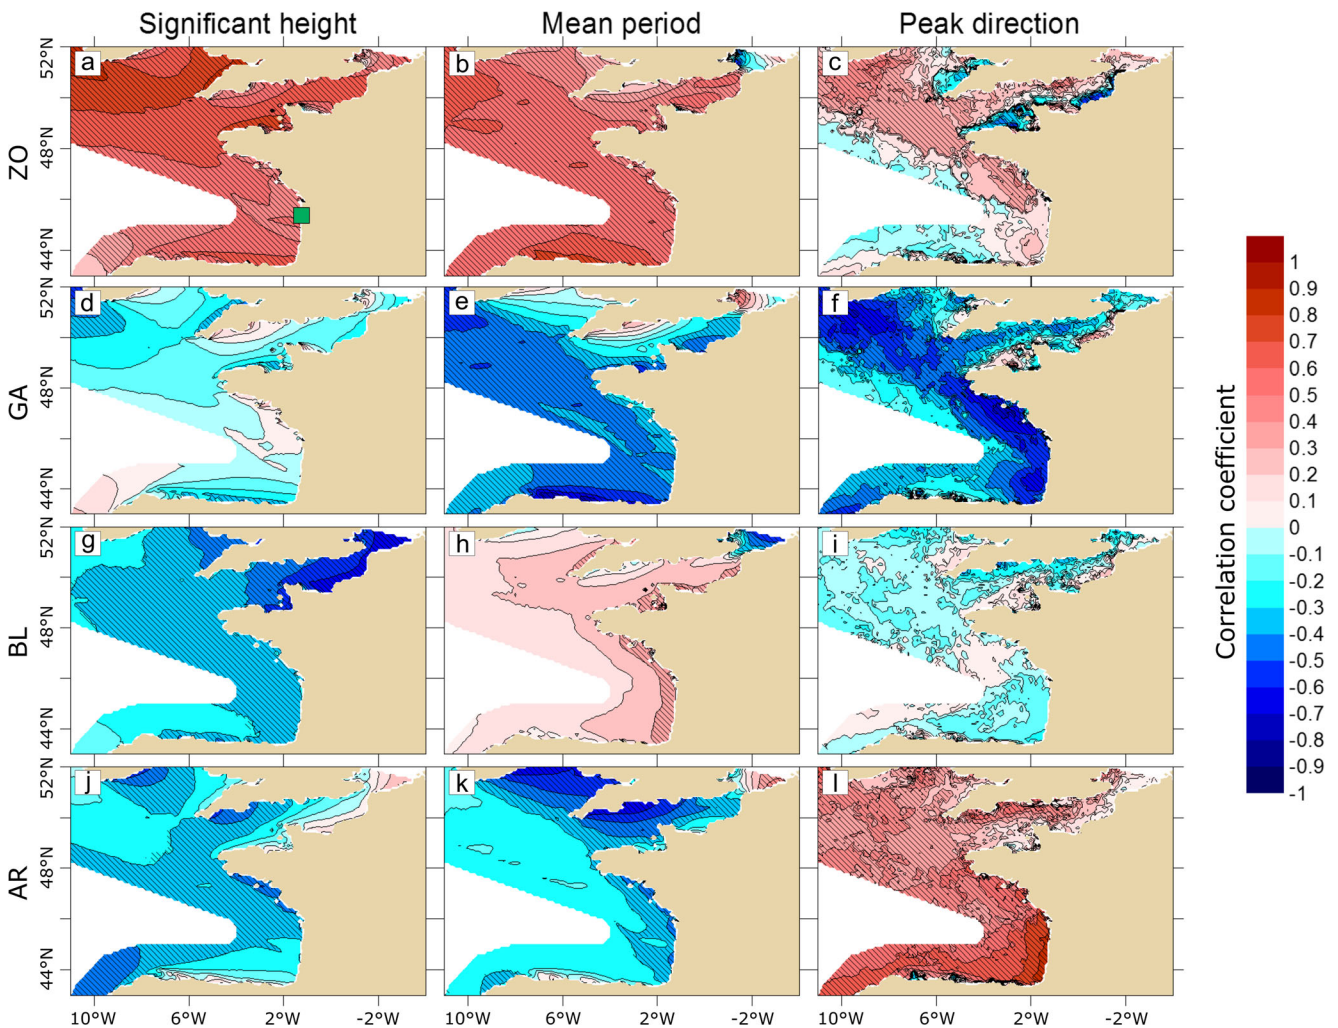 Significant height Mean period Peak direction
52°N a b c
ZO
48°N
44°N
52°N d e f
GA
48°N
44°N
52°N g h i
BL
48°N
44°N
52°N j k l
AR
48°N
44°N
10°W 6°W 2°W -2°W 10°W 6°W 2°W -2°W 10°W 6°W 2°W -2°W
Correlation coefficient
1
0.9
0.8
0.7
0.6
0.5
0.4
0.3
0.2
0.1
0
-0.1
-0.2
-0.3
-0.4
-0.5
-0.6
-0.7
-0.8
-0.9
-1